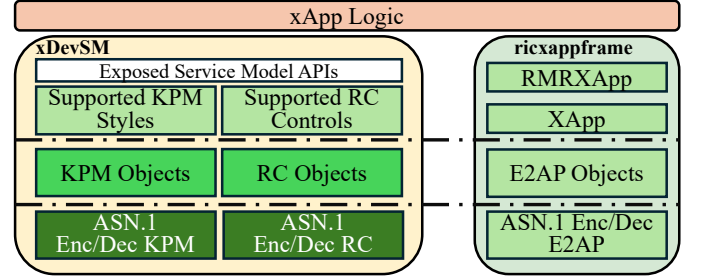 xApp Logic
xDevSM
Exposed Service Model APIs
Supported KPM
Styles
Supported RC
Controls
KPM Objects
RC Objects
ASN.1
Enc/Dec KPM
ASN.1
Enc/Dec RC
ricxappframe
RMRXApp
XApp
E2AP Objects
ASN.1 Enc/Dec
E2AP